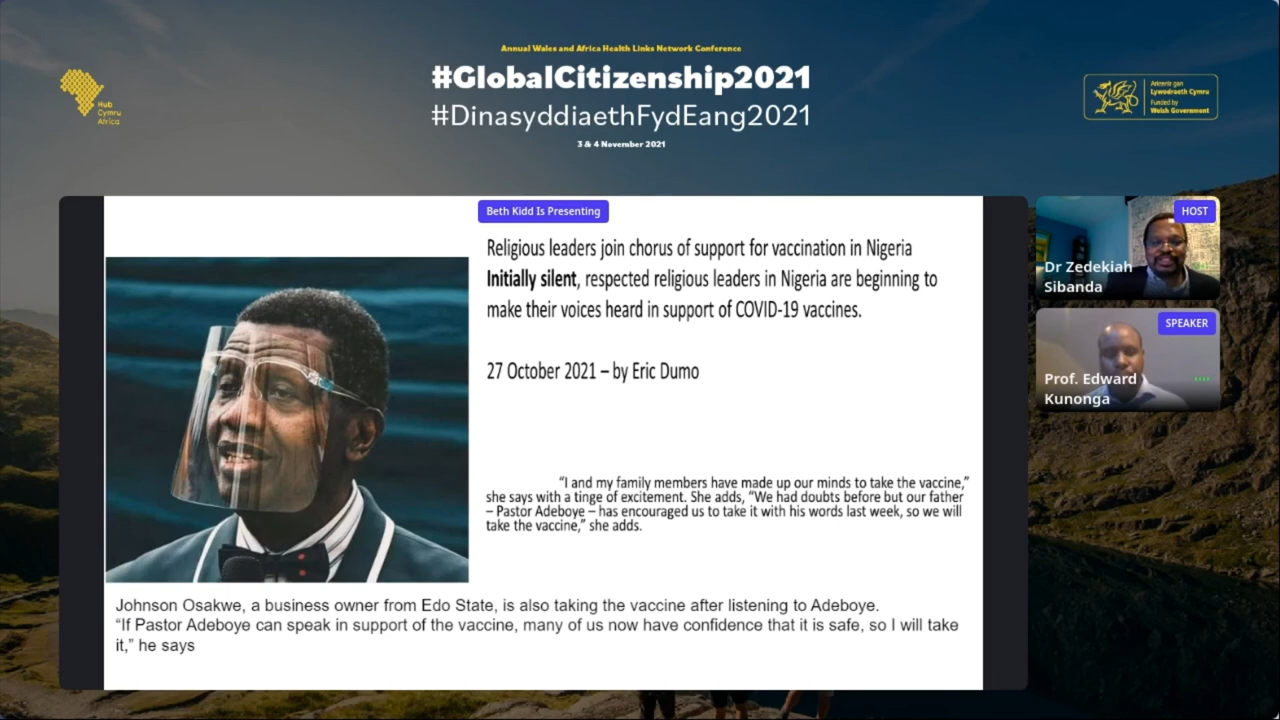 Annual Wales and Africa Health Links Network Conference
#GlobalCitizenship2021
#DinasyddiaethFydEang2021
3 & 4 November 2021
Hub
Cymru
Africa
Ariennir gan
Lywodraeth Cymru
Funded by
Welsh Government
Beth Kidd Is Presenting
Religious leaders join chorus of support for vaccination in Nigeria
Initially silent, respected religious leaders in Nigeria are beginning to
make their voices heard in support of COVID-19 vaccines.
27 October 2021 – by Eric Dumo
“I and my family members have made up our minds to take the vaccine,”
she says with a tinge of excitement. She adds, “We had doubts before but our father
– Pastor Adeboye – has encouraged us to take it with his words last week, so we will
take the vaccine,” she adds.
Johnson Osakwe, a business owner from Edo State, is also taking the vaccine after listening to Adeboye.
“If Pastor Adeboye can speak in support of the vaccine, many of us now have confidence that it is safe, so I will take
it,” he says
HOST
Dr Zedekiah
Sibanda
SPEAKER
Prof. Edward
Kunonga